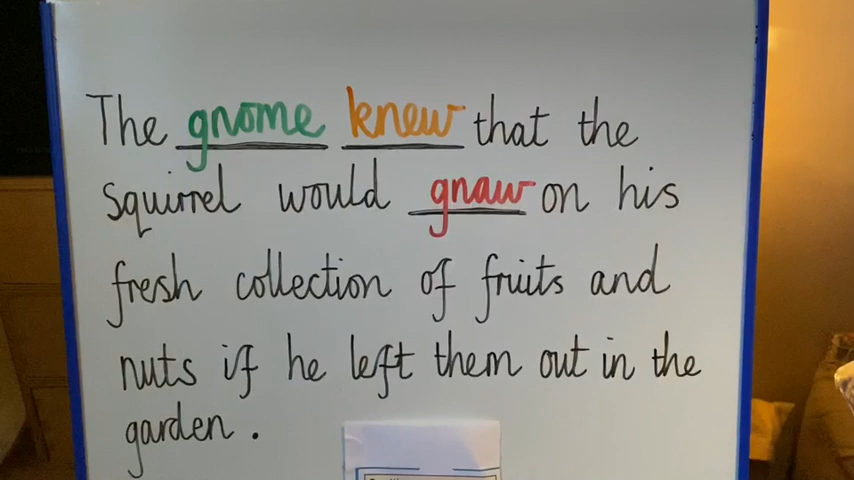 The gnome knew that the
squirrel would gnaw on his
fresh collection of fruits and
nuts if he left them out in the
garden.